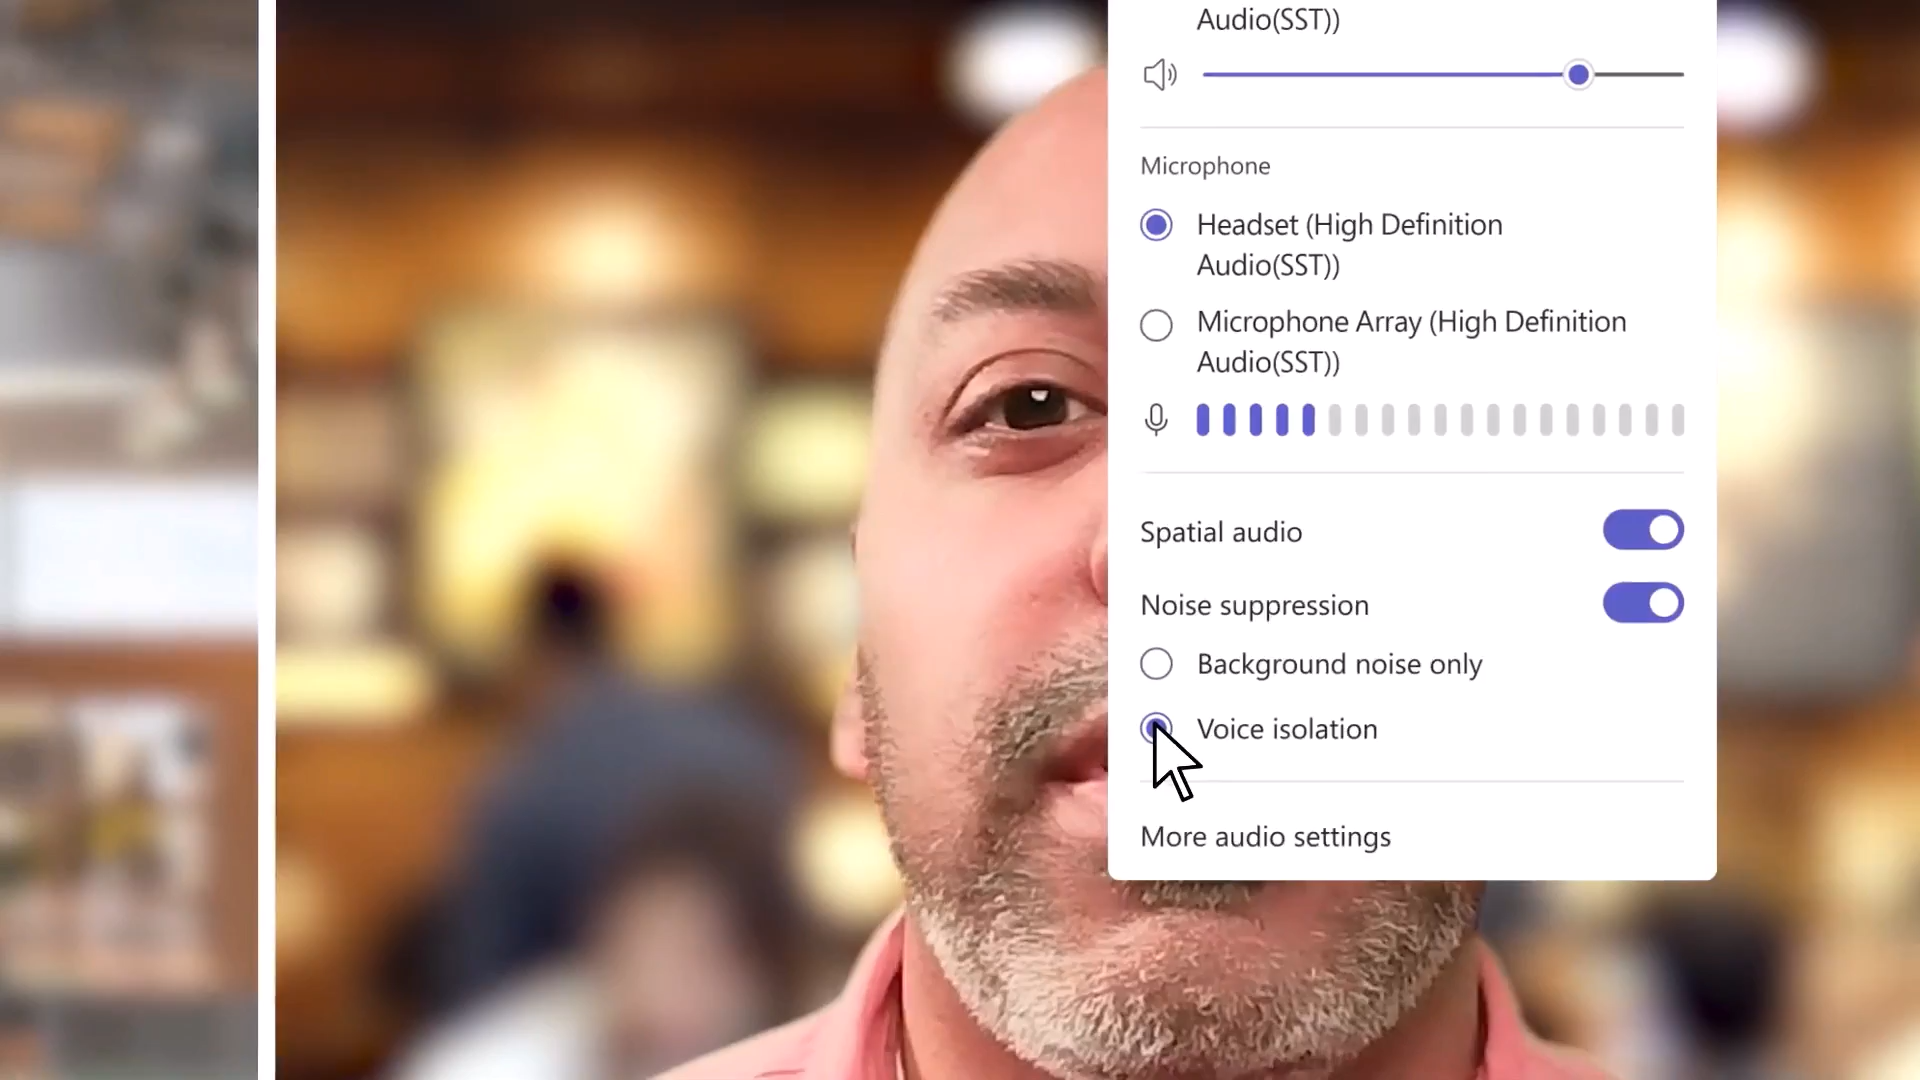 Audio(SST))
Microphone
Headset (High Definition
Audio(SST))
Microphone Array (High Definition
Audio(SST))
Spatial audio
Noise suppression
Background noise only
Voice isolation
More audio settings